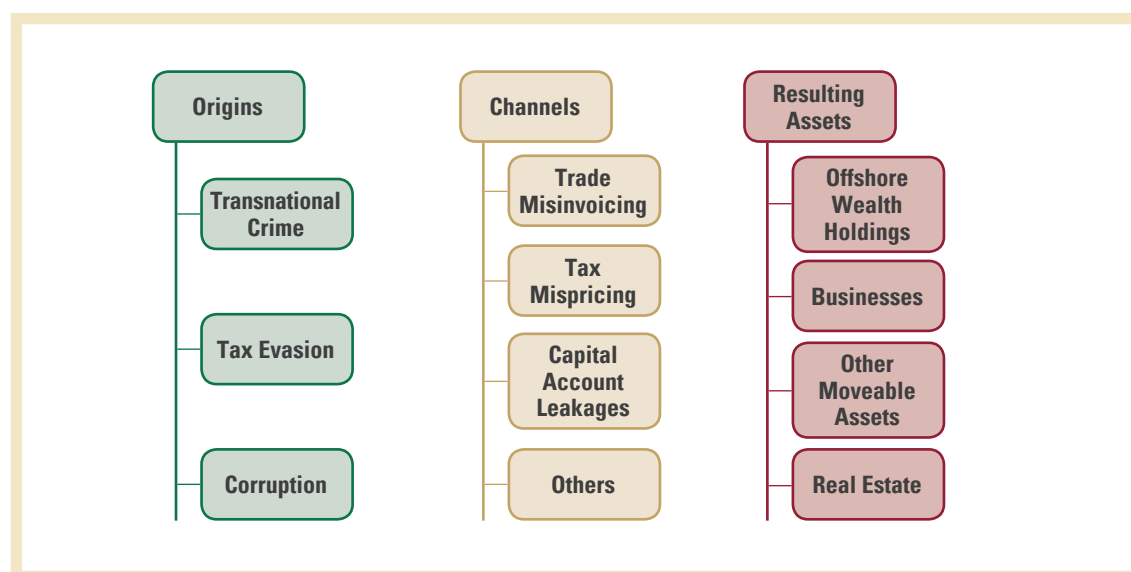 Origins
Transnational
Crime
Tax Evasion
Corruption
Channels
Trade
Misinvoicing
Tax
Mispricing
Capital
Account
Leakages
Others
Resulting
Assets
Offshore
Wealth
Holdings
Businesses
Other
Moveable
Assets
Real Estate